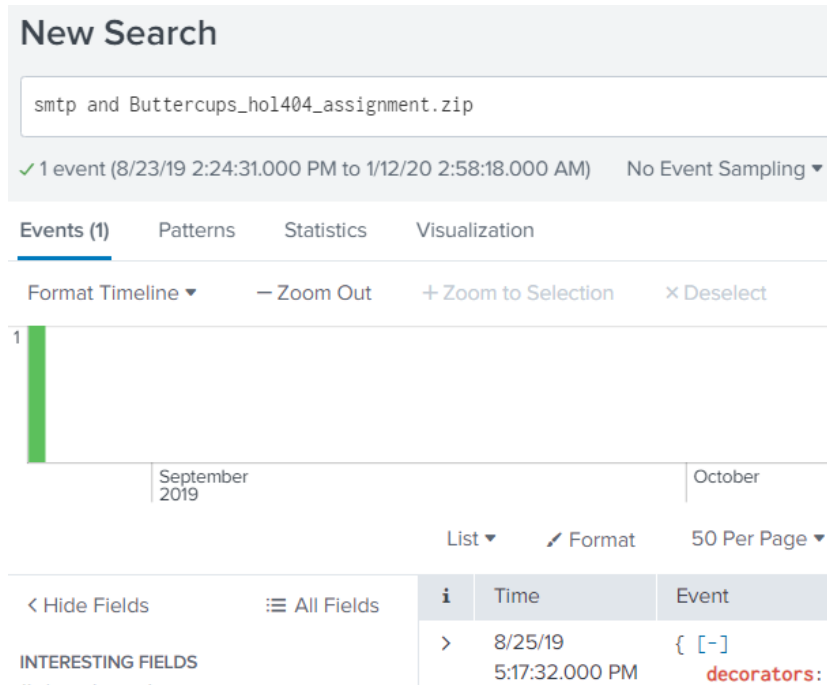 New Search
smtp and Buttercups_hol404_assignment.zip
✓ 1 event (8/23/19 2:24:31.000 PM to 1/12/20 2:58:18.000 AM) No Event Sampling ▾
Events (1) Patterns Statistics Visualization
Format Timeline ▾ — Zoom Out + Zoom to Selection × Deselect
1
September
2019
October
List ▾ Format 50 Per Page ▾
< Hide Fields All Fields i Time Event
> 8/25/19 { [-]
INTERESTING FIELDS
5:17:32.000 PM decorators: